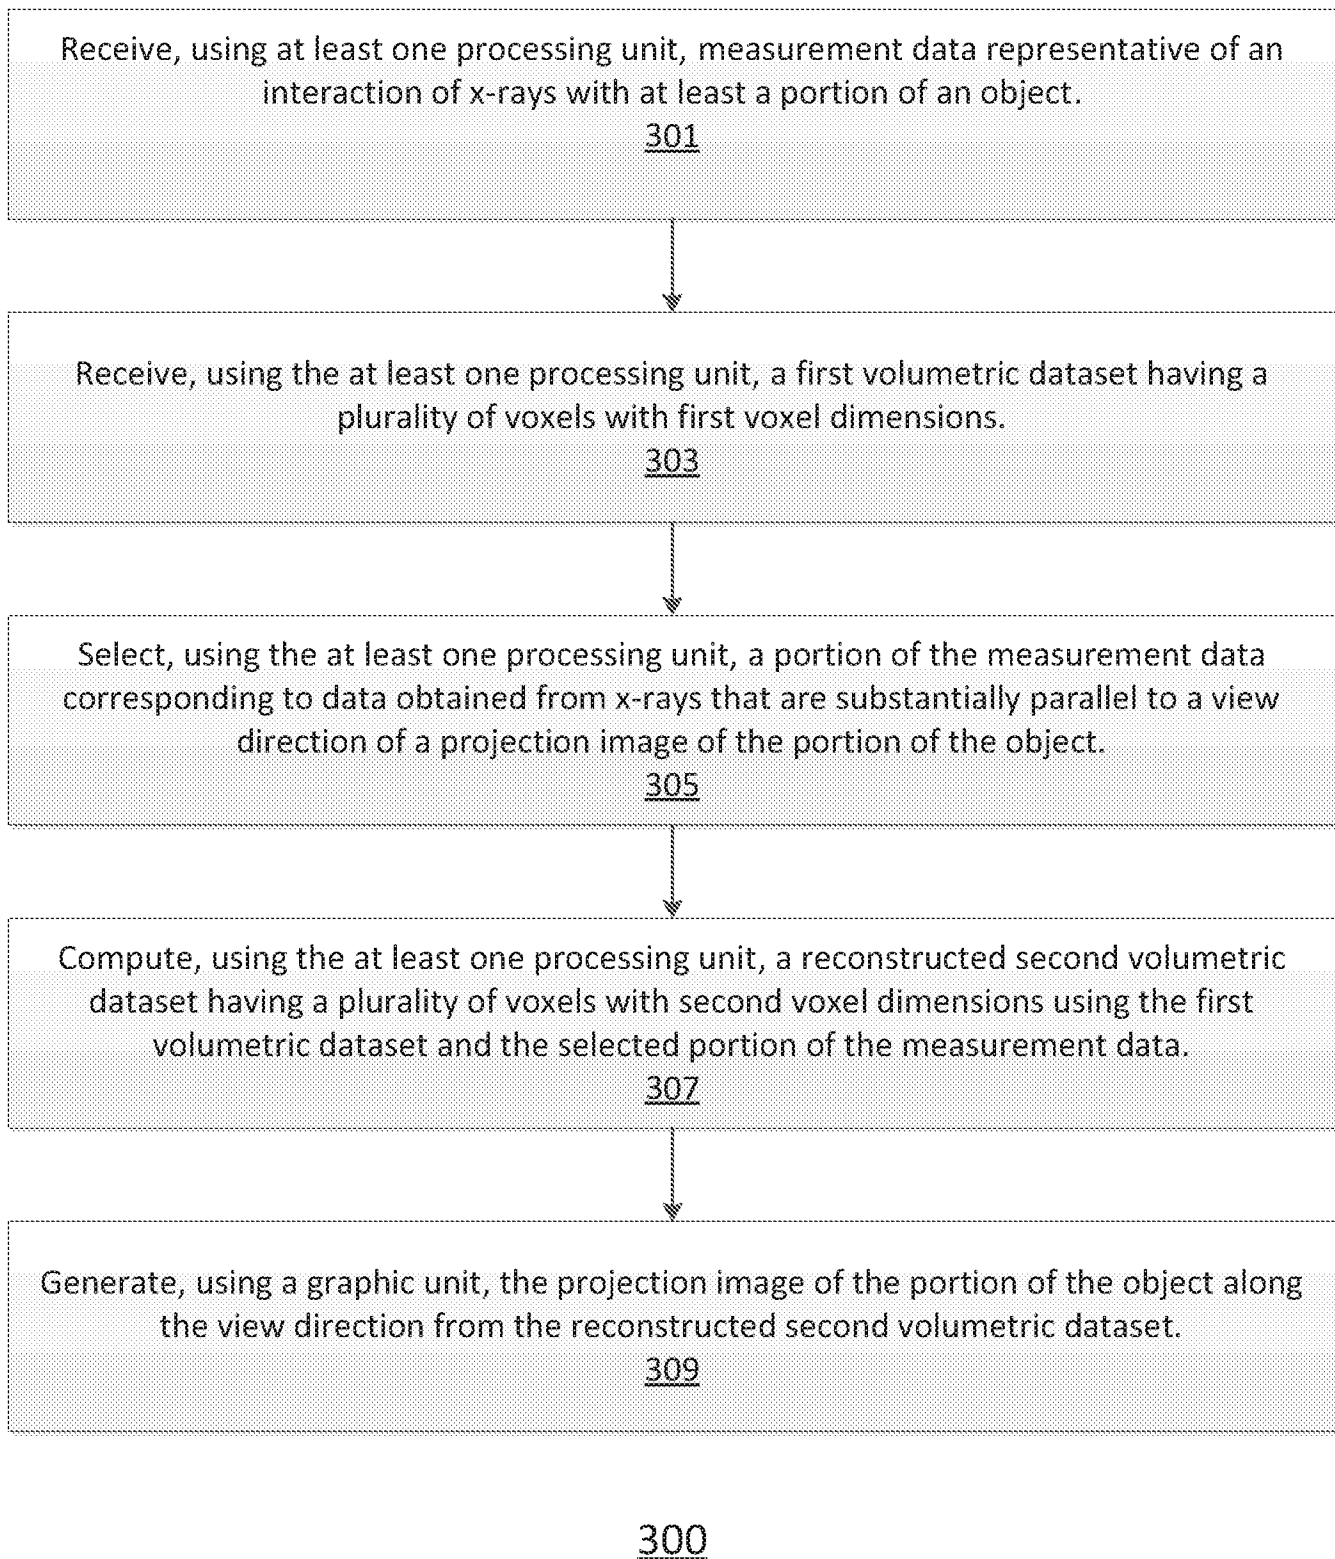 Receive, using at least one processing unit, measurement data representative of an
interaction of x-rays with at least a portion of an object.
301
Receive, using the at least one processing unit, a first volumetric dataset having a
plurality of voxels with first voxel dimensions.
303
Select, using the at least one processing unit, a portion of the measurement data
corresponding to data obtained from x-rays that are substantially parallel to a view
direction of a projection image of the portion of the object.
305
Compute, using the at least one processing unit, a reconstructed second volumetric
dataset having a plurality of voxels with second voxel dimensions using the first
volumetric dataset and the selected portion of the measurement data.
307
Generate, using a graphic unit, the projection image of the portion of the object along
the view direction from the reconstructed second volumetric dataset.
309
300